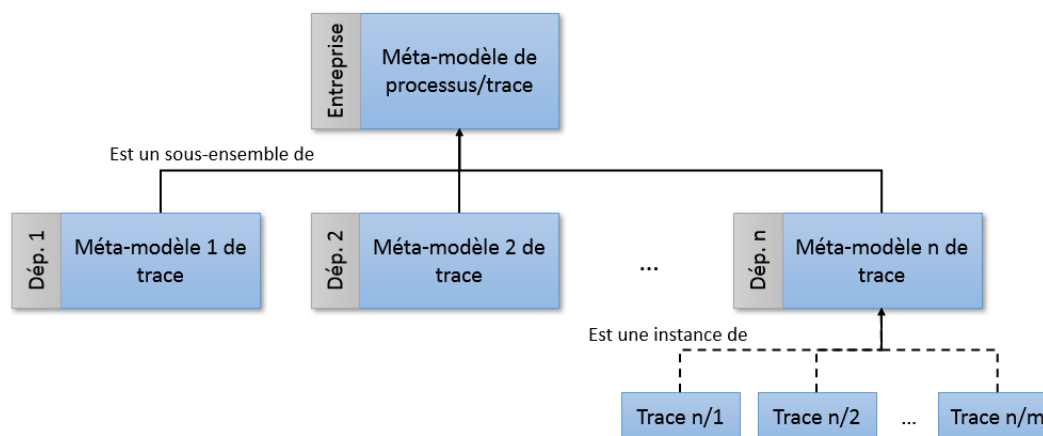 Entreprise
Méta-modèle de
processus/trace
Est un sous-ensemble de
Dép. 1
Méta-modèle 1 de
trace
Dép. 2
Méta-modèle 2 de
trace
...
Dép. n
Méta-modèle n de
trace
Est une instance de
Trace n/1
Trace n/2
...
Trace n/m